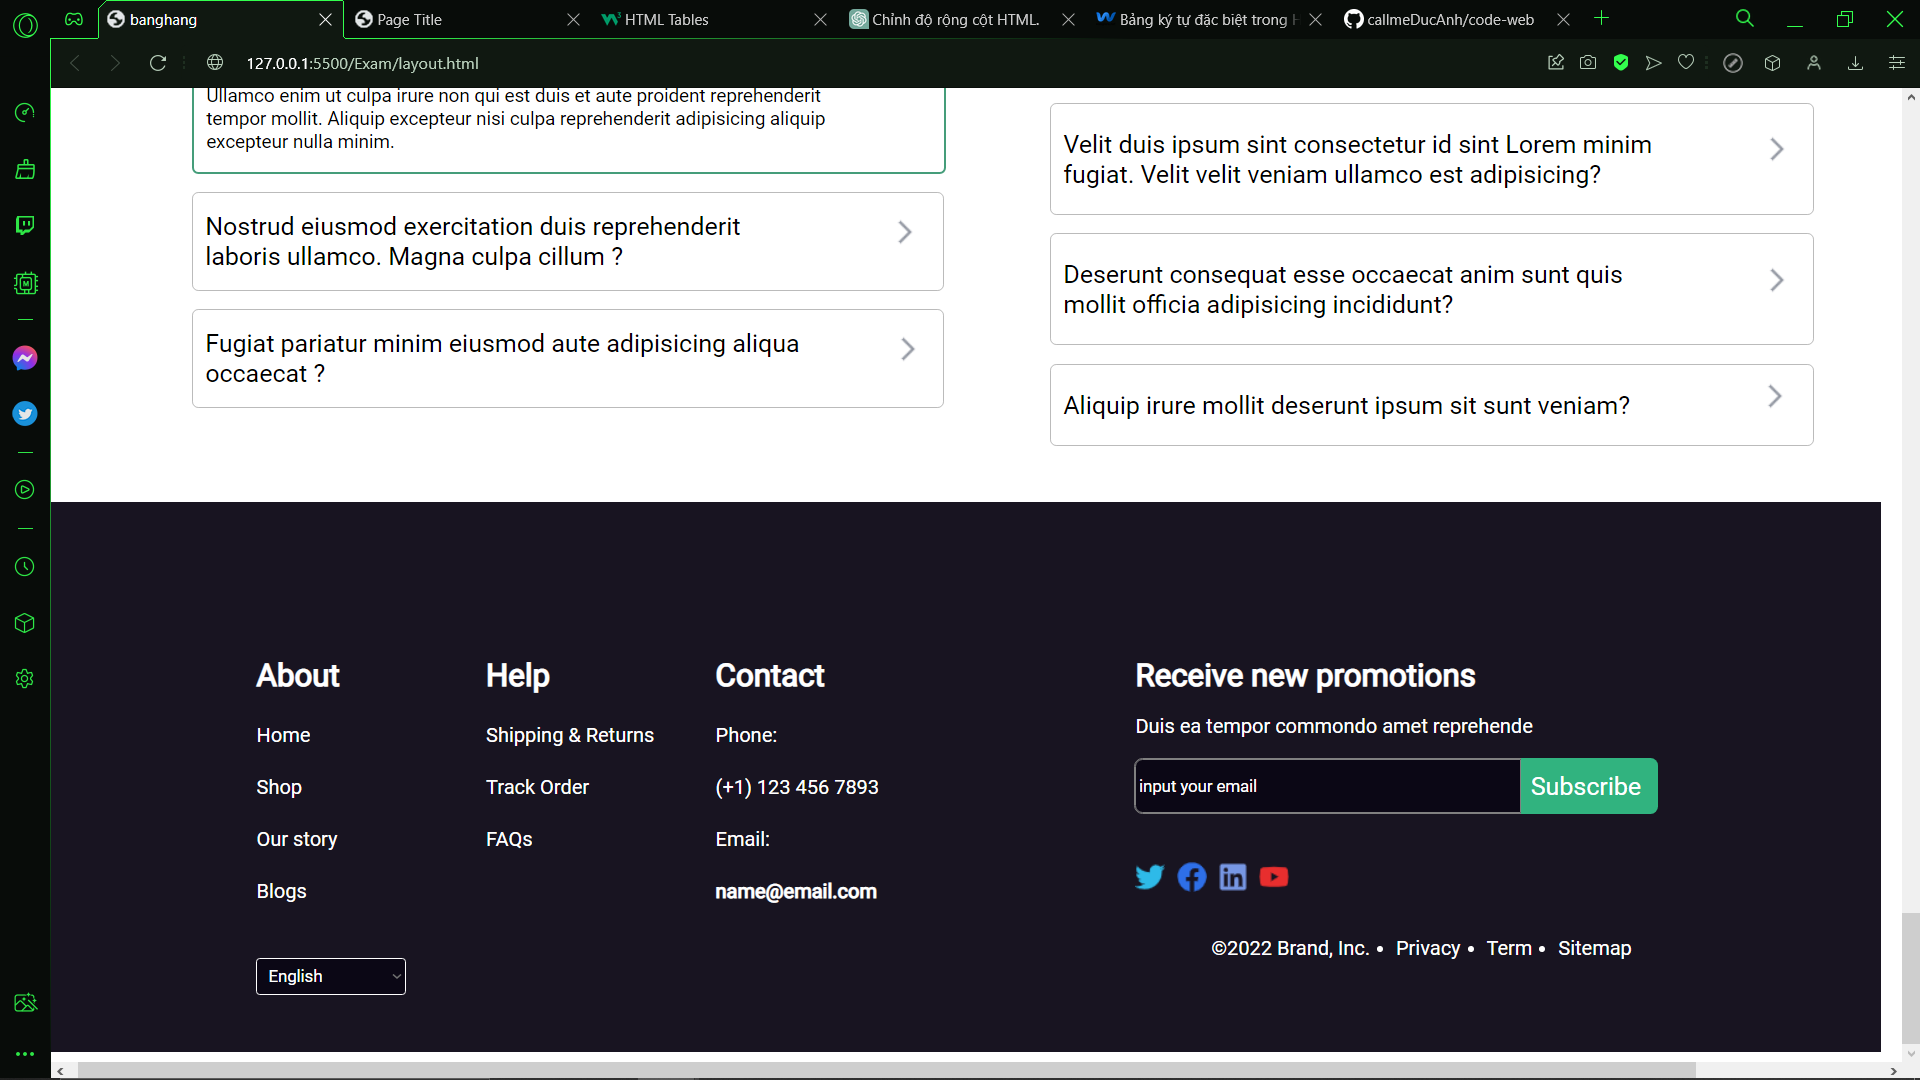 banghang
Page Title
HTML Tables
Chỉnh độ rộng cột HTML.
Bảng ký tự đặc biệt trong H
callmeDucAnh/code-web
127.0.0.1:5500/Exam/layout.html
Ullamco enim ut culpa irure non qui est duis et aute proident reprehenderit
tempor mollit. Aliquip excepteur nisi culpa reprehenderit adipisicing aliquip
excepteur nulla minim.
Nostrud eiusmod exercitation duis reprehenderit
laboris ullamco. Magna culpa cillum ?
Fugiat pariatur minim eiusmod aute adipisicing aliqua
occaecat ?
Velit duis ipsum sint consectetur id sint Lorem minim
fugiat. Velit velit veniam ullamco est adipisicing?
Deserunt consequat esse occaecat anim sunt quis
mollit officia adipisicing incididunt?
Aliquip irure mollit deserunt ipsum sit sunt veniam?
About
Home
Shop
Our story
Blogs
English
Help
Shipping & Returns
Track Order
FAQs
Contact
Phone:
(+1) 123 456 7893
Email:
name@email.com
Receive new promotions
Duis ea tempor commondo amet reprehende
input your email
Subscribe
©2022 Brand, Inc. • Privacy • Term • Sitemap